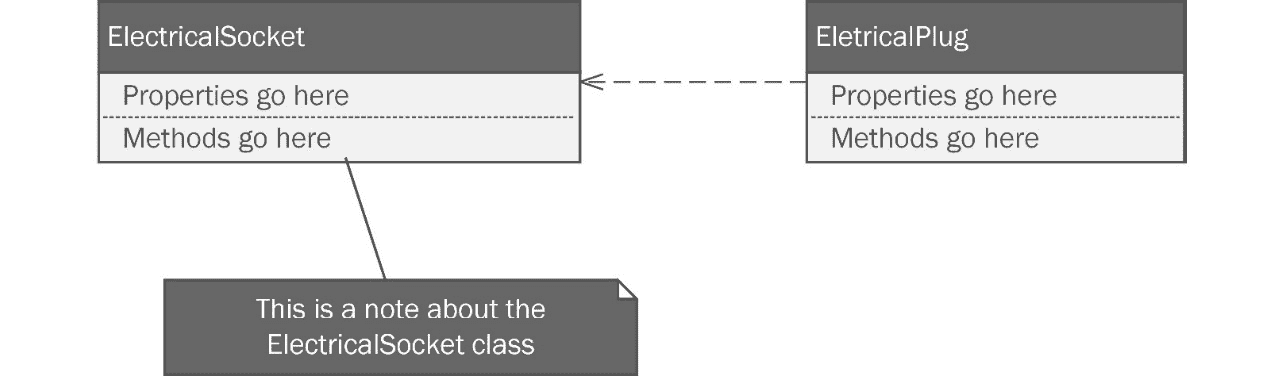 ElectricalSocket
Properties go here
Methods go here
EletricalPlug
Properties go here
Methods go here
This is a note about the
ElectricalSocket class